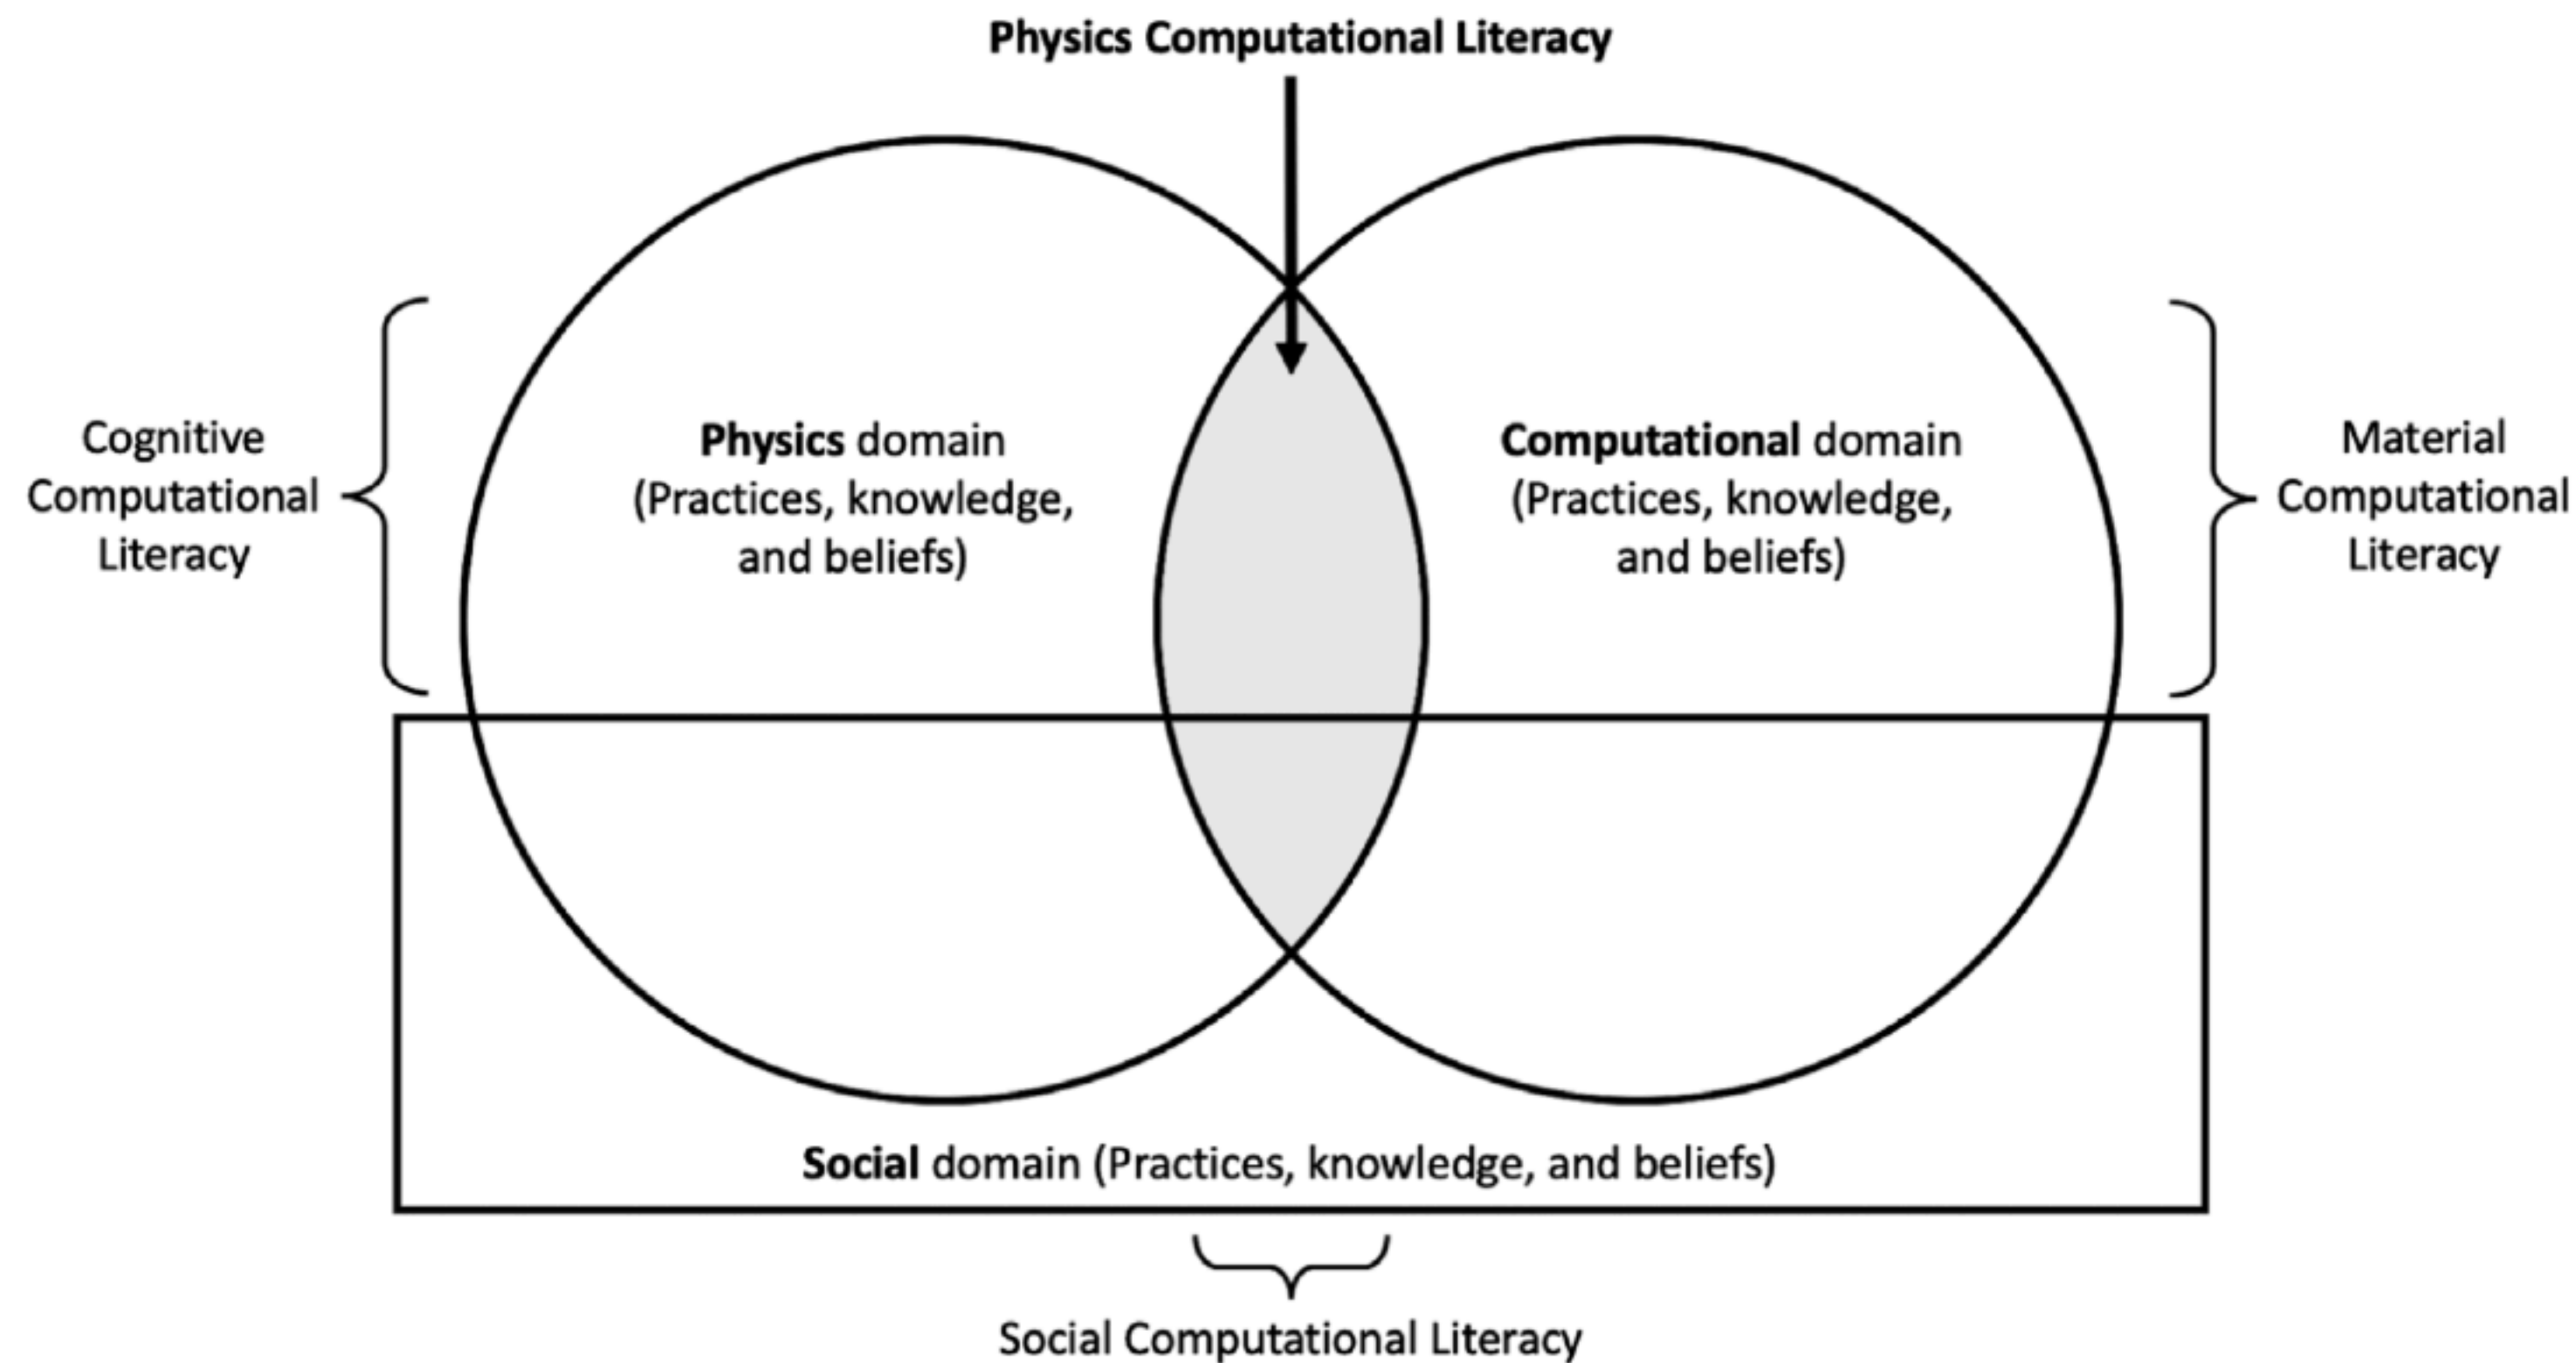 Physics Computational Literacy
Cognitive
Computational
Literacy
Physics domain
(Practices, knowledge,
and beliefs)
Computational domain
(Practices, knowledge,
and beliefs)
Material
Computational
Literacy
Social domain (Practices, knowledge, and beliefs)
Social Computational Literacy